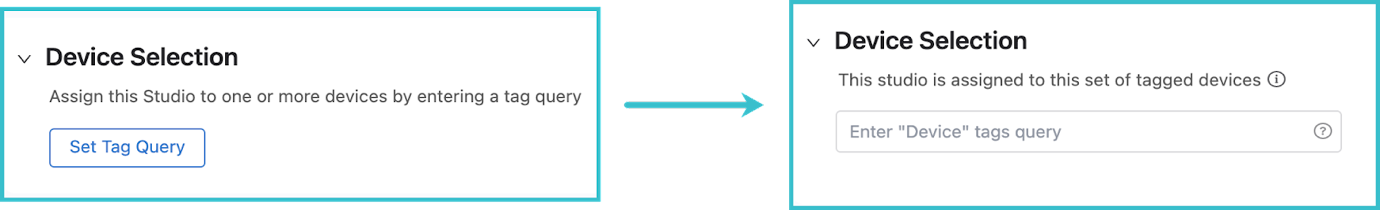 Device Selection
Assign this Studio to one or more devices by entering a tag query
Set Tag Query
Device Selection
This studio is assigned to this set of tagged devices
Enter "Device" tags query